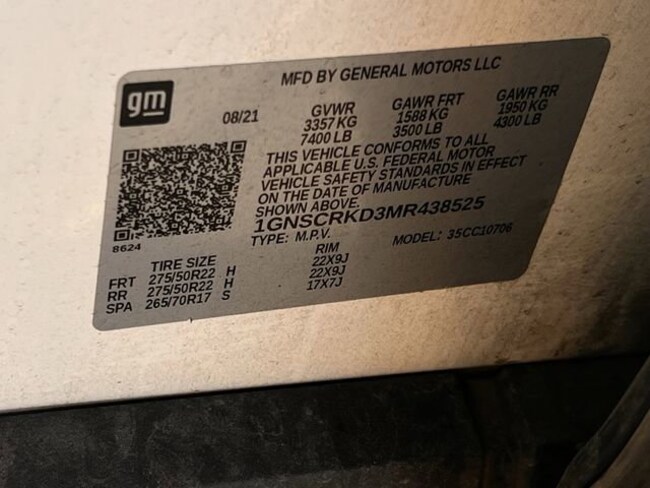 gm
MFD BY GENERAL MOTORS LLC
08/21
GVWR GAWR FRT GAWR RR
3357 KG 1588 KG 1950 KG
7400 LB 3500 LB 4300 LB
THIS VEHICLE CONFORMS TO ALL
APPLICABLE U.S. FEDERAL MOTOR
VEHICLE SAFETY STANDARDS IN EFFECT
ON THE DATE OF MANUFACTURE
SHOWN ABOVE.
1GNSCRKD3MR438525
TYPE: M.P.V. MODEL: 35CC10706
8624
TIRE SIZE RIM
FRT 275/50R22 H 22X9J
RR 275/50R22 H 22X9J
SPA 265/70R17 S 17X7J